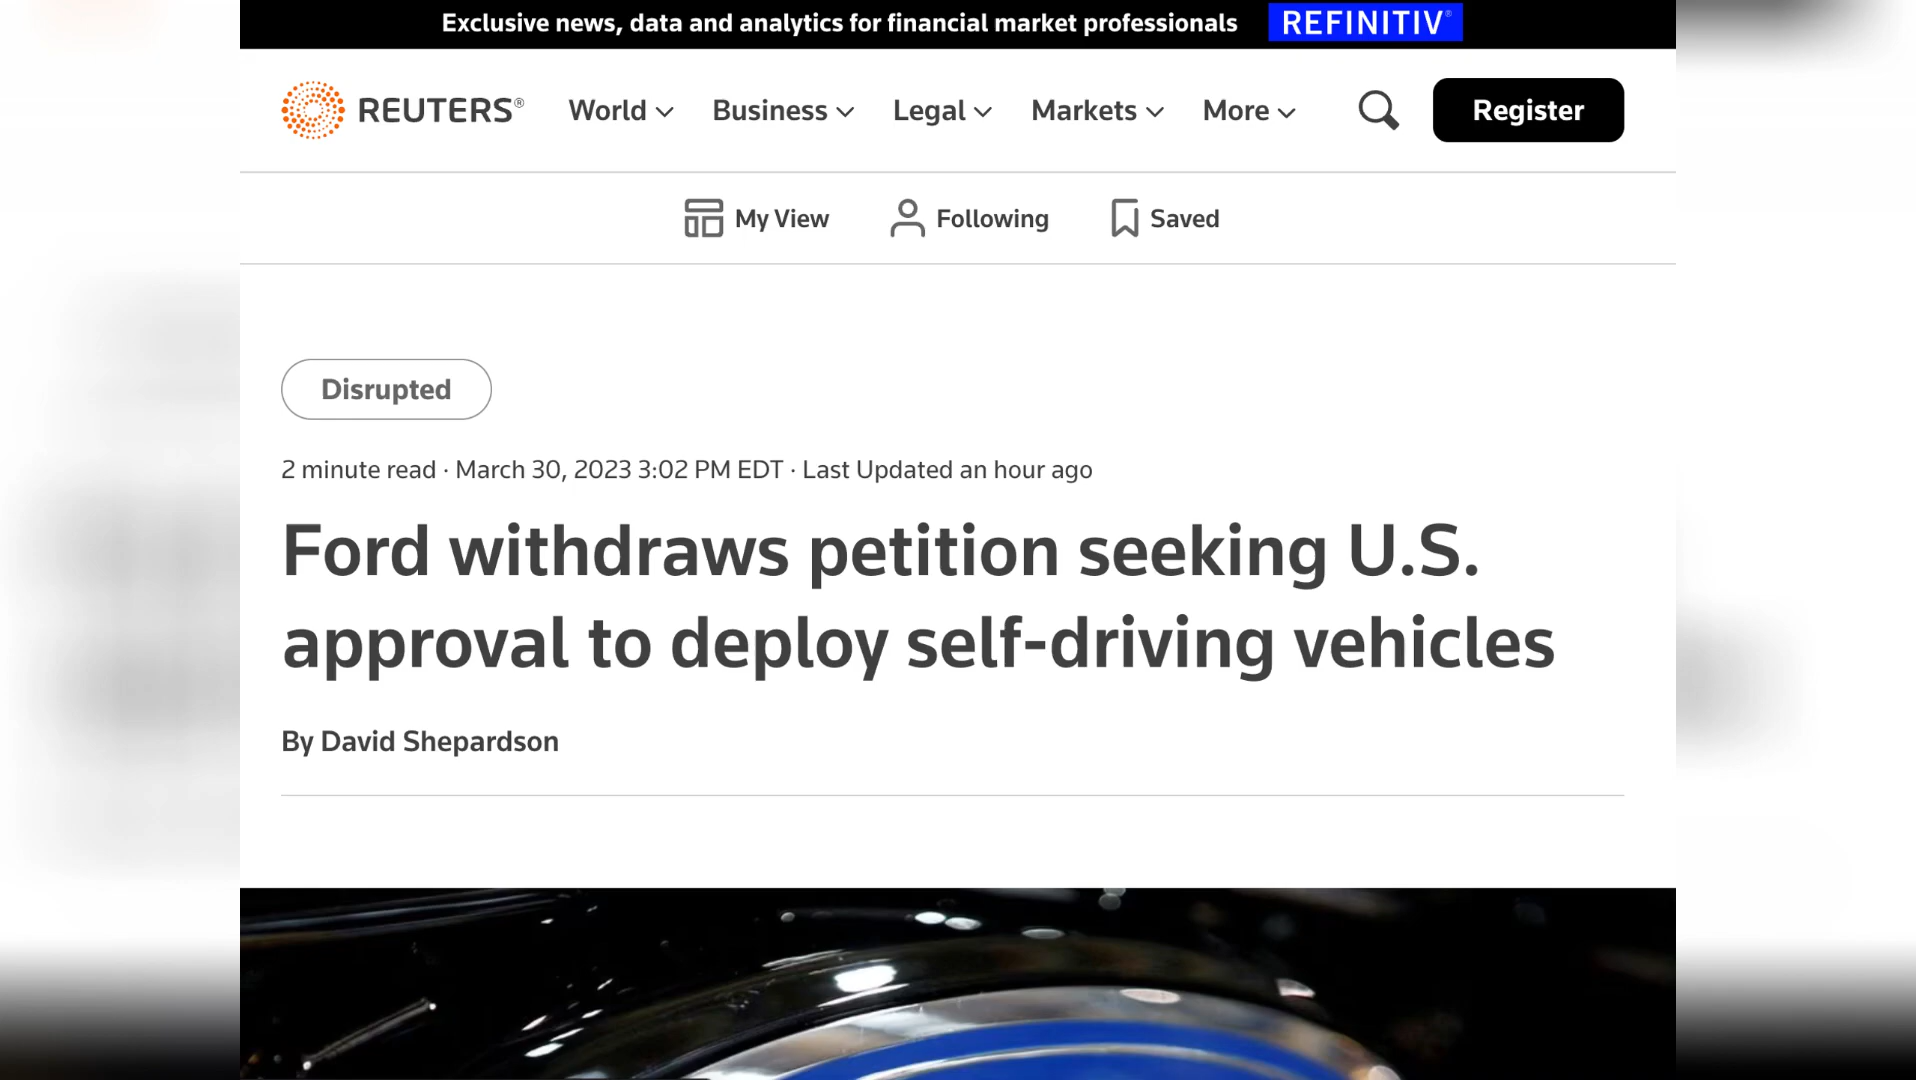 Exclusive news, data and analytics for financial market professionals REFINITIV®
REUTERS® World Business Legal Markets More Register
My View Following Saved
Disrupted
2 minute read · March 30, 2023 3:02 PM EDT · Last Updated an hour ago
Ford withdraws petition seeking U.S.
approval to deploy self-driving vehicles
By David Shepardson